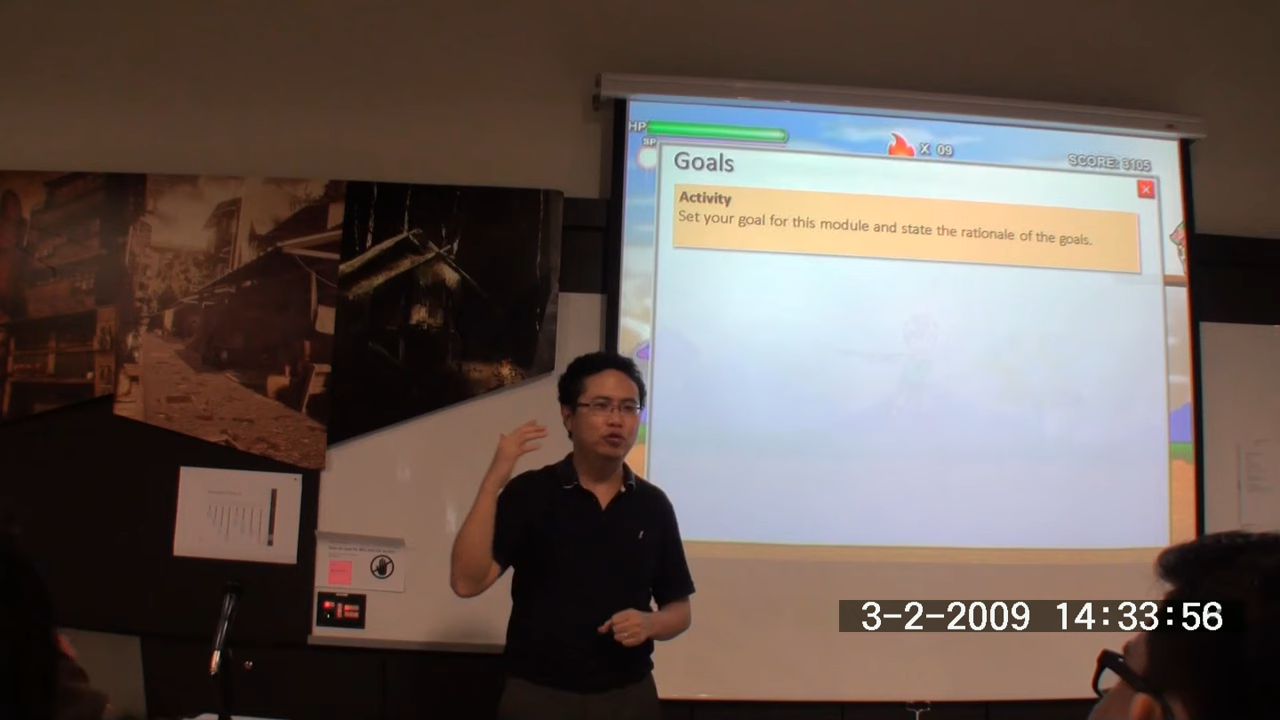 HP
SP
X 09
SCORE: 3105
Goals
Activity
Set your goal for this module and state the rationale of the goals.
3-2-2009 14:33:56